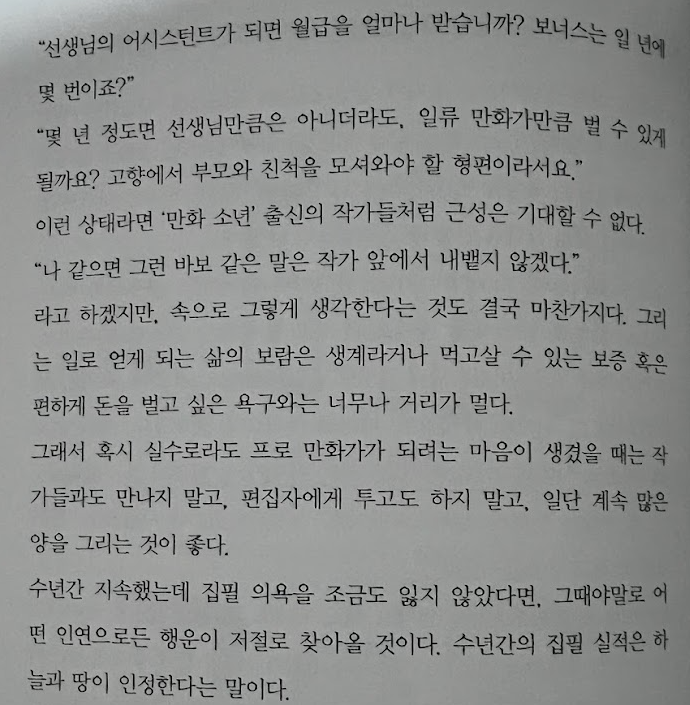 “선생님의 어시스턴트가 되면 월급을 얼마나 받습니까? 보너스는 일 년에
몇 번이죠?”
“몇 년 정도면 선생님만큼은 아니더라도, 일류 만화가만큼 벌 수 있게
될까요? 고향에서 부모와 친척을 모셔와야 할 형편이라서요.”
이런 상태라면 ‘만화 소년’ 출신의 작가들처럼 근성은 기대할 수 없다.
“나 같으면 그런 바보 같은 말은 작가 앞에서 내뱉지 않겠다.”
라고 하겠지만, 속으로 그렇게 생각한다는 것도 결국 마찬가지다. 그리
는 일로 얻게 되는 삶의 보람은 생계라거나 먹고살 수 있는 보증 혹은
편하게 돈을 벌고 싶은 욕구와는 너무나 거리가 멀다.
그래서 혹시 실수로라도 프로 만화가가 되려는 마음이 생겼을 때는 작
가들과도 만나지 말고, 편집자에게 투고도 하지 말고, 일단 계속 많은
양을 그리는 것이 좋다.
수년간 지속했는데 집필 의욕을 조금도 잃지 않았다면, 그때야말로 어
떤 인연으로든 행운이 저절로 찾아올 것이다. 수년간의 집필 실적은 하
늘과 땅이 인정한다는 말이다.